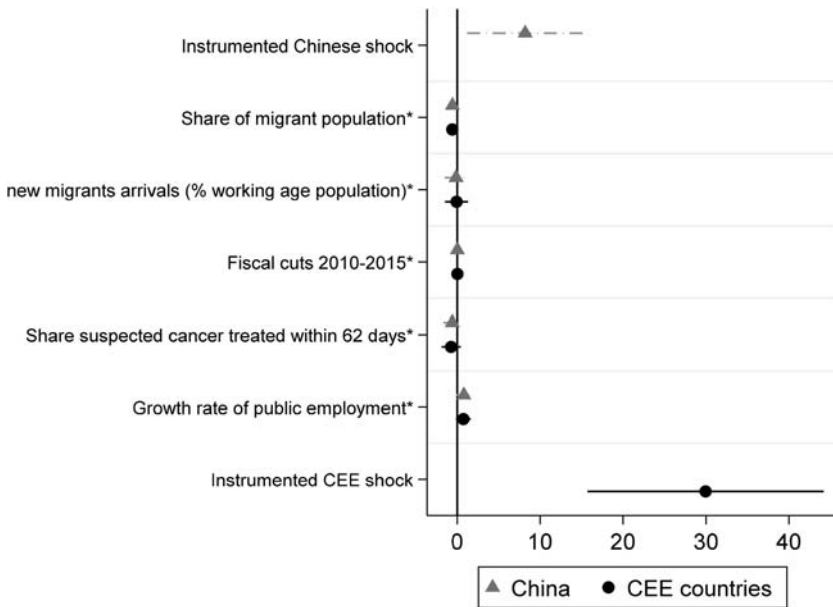 Instrumented Chinese shock
Share of migrant population*
new migrants arrivals (% working age population)*
Fiscal cuts 2010-2015*
Share suspected cancer treated within 62 days*
Growth rate of public employment*
Instrumented CEE shock
0 10 20 30 40
China CEE countries